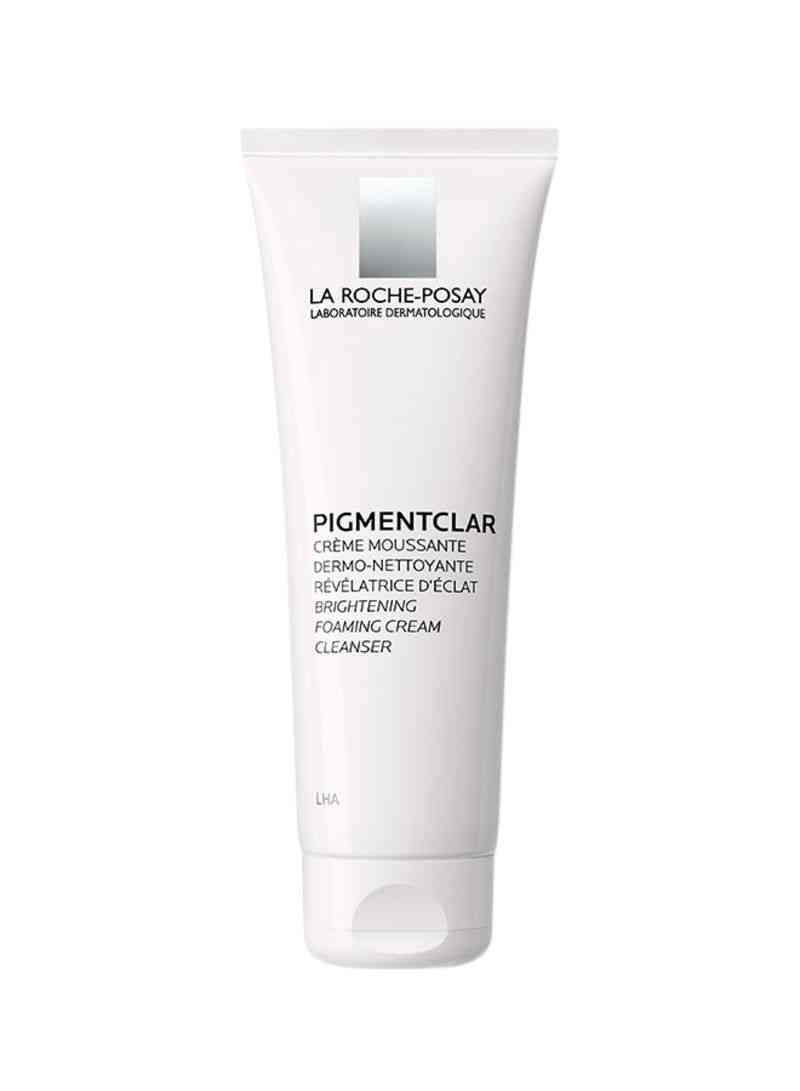 LA ROCHE-POSAY
LABORATOIRE DERMATOLOGIQUE
PIGMENTCLAR
CRÈME MOUSSANTE
DERMO-NETTOYANTE
RÉVÉLATRICE D'ÉCLAT
BRIGHTENING
FOAMING CREAM
CLEANSER
LHA